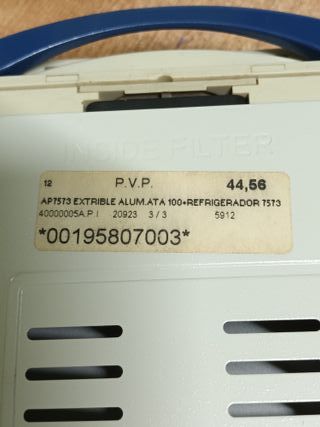 INSIDE FILTER
12 P.V.P. 44,56
AP7573 EXTRIBLE ALUM.ATA 100+REFRIGERADOR 7573
40000005A.P.I 20923 3/3 5912
*00195807003*